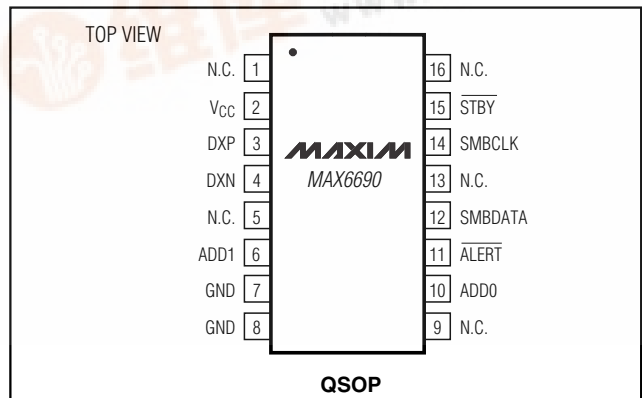 TOP VIEW
N.C. 1
VCC 2
DXP 3
DXN 4
N.C. 5
ADD1 6
GND 7
GND 8
MAXIM
MAX6690
16 N.C.
15 STBY
14 SMBCLK
13 N.C.
12 SMBDATA
11 ALERT
10 ADD0
9 N.C.
QSOP